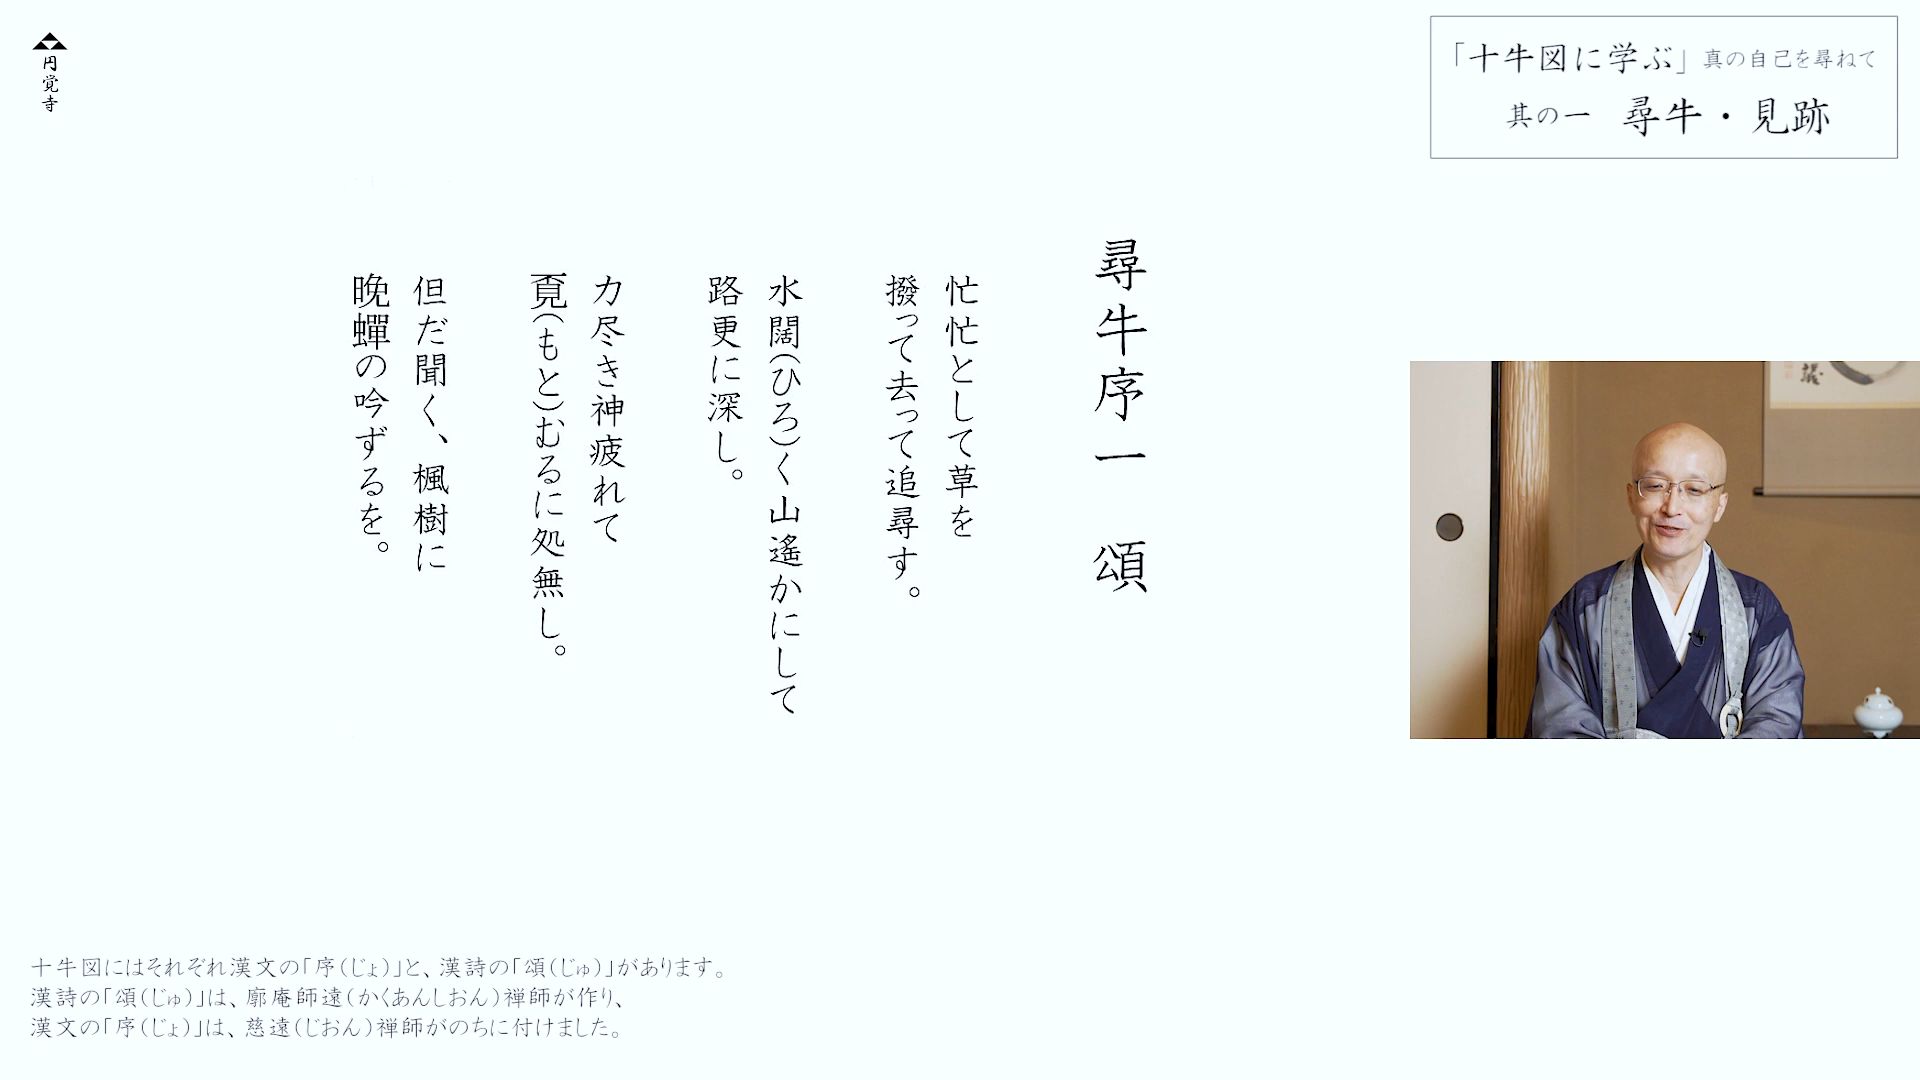 円覚寺
「十牛図に学ぶ」真の自己を尋ねて
其の一 尋牛・見跡
尋牛序一 頌
忙忙として草を
撥って去って追尋す。
水闊(ひろ)く山遙かにして
路更に深し。
力尽き神疲れて
覓(もと)むるに処無し。
但だ聞く、楓樹に
晩蟬の吟ずるを。
十牛図にはそれぞれ漢文の「序(じょ)」と、漢詩の「頌(じゅ)」があります。
漢詩の「頌(じゅ)」は、廓庵師遠(かくあんしおん)禅師が作り、
漢文の「序(じょ)」は、慈遠(じおん)禅師がのちに付けました。